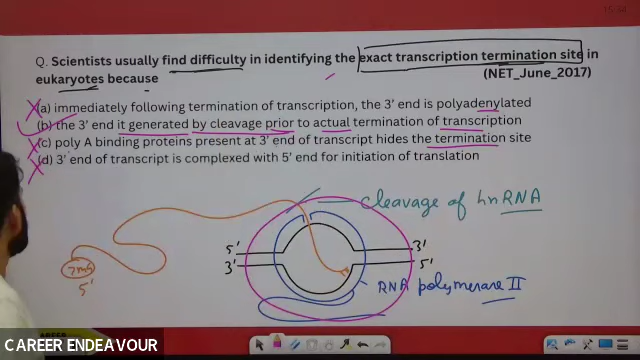 15:38
Q. Scientists usually find difficulty in identifying the exact transcription termination site in
eukaryotes because
(NET_June_2017)
(a) immediately following termination of transcription, the 3' end is polyadenylated
(b) the 3' end it generated by cleavage prior to actual termination of transcription
(c) poly A binding proteins present at 3' end of transcript hides the termination site
(d) 3' end of transcript is complexed with 5' end for initiation of translation
cleavage of hnRNA
5' 3'
3' 5'
7mG
5'
RNA polymerase II
CAREER ENDEAVOUR